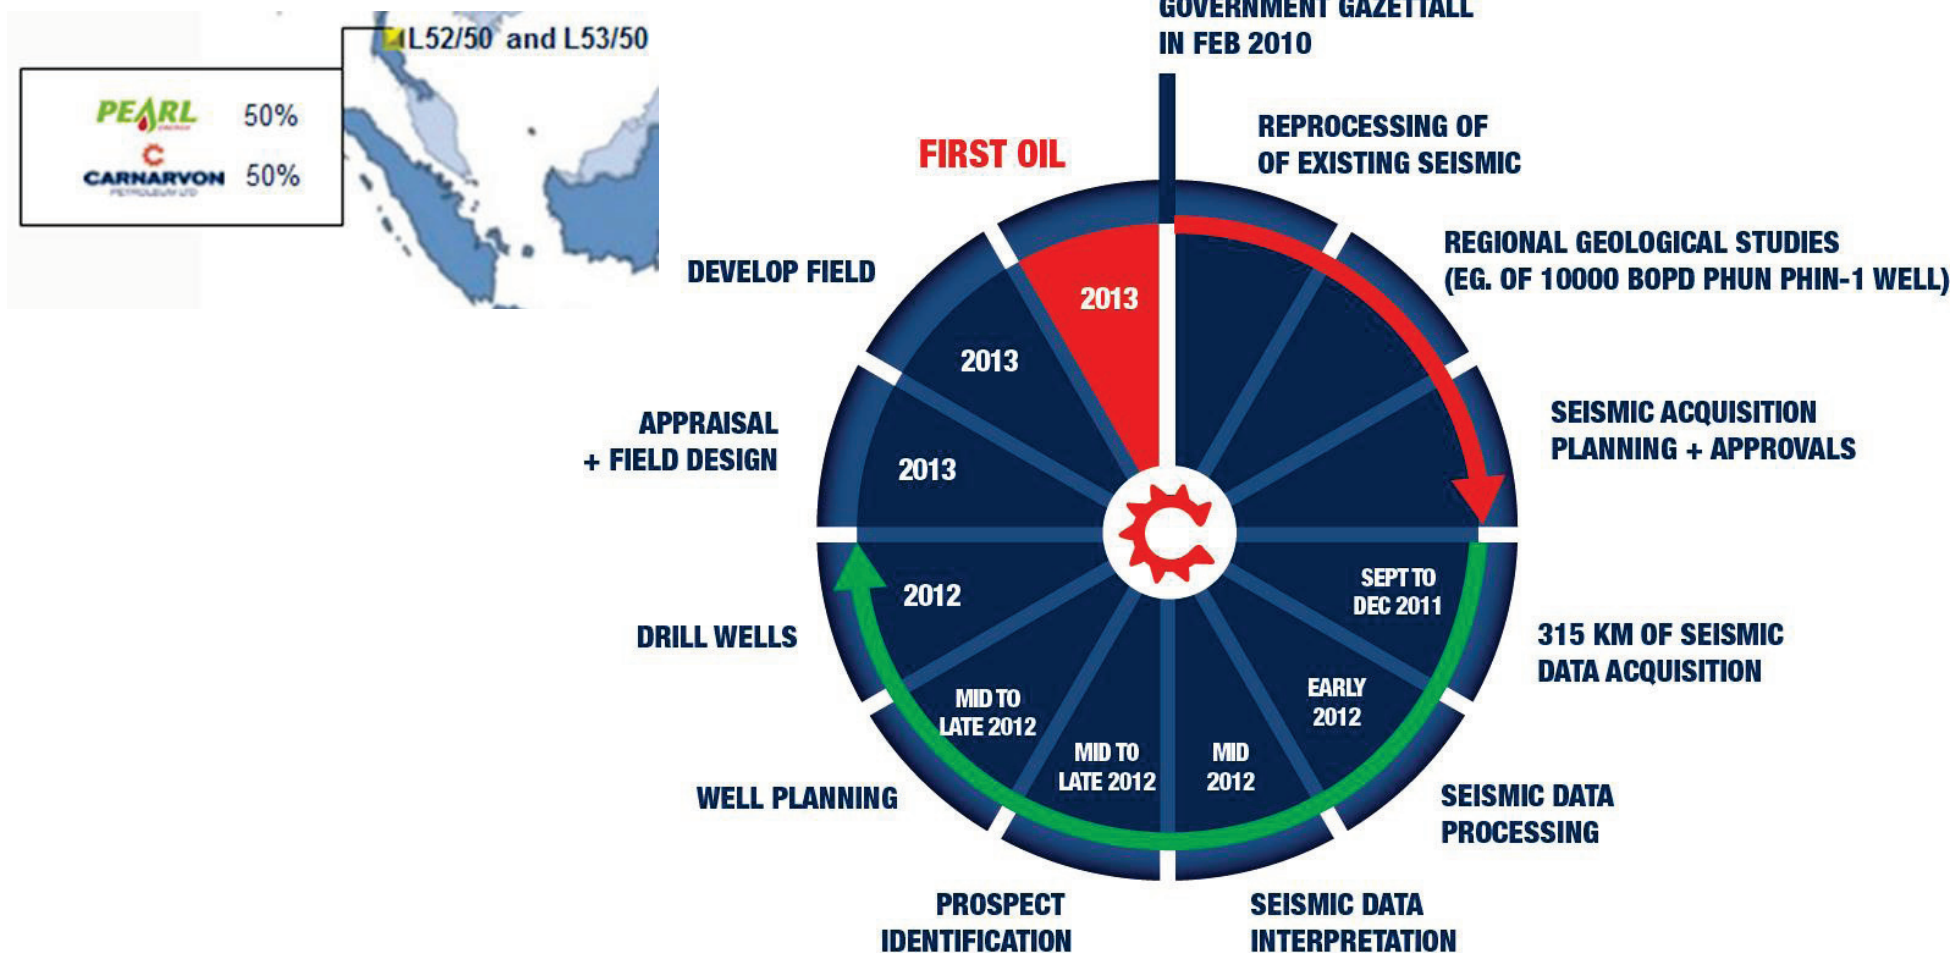 L52/50 and L53/50
PEARL 50%
ENERGY
CARNARVON 50%
PETROLEUM LTD
GOVERNMENT GAZETTALL
IN FEB 2010
REPROCESSING OF
OF EXISTING SEISMIC
REGIONAL GEOLOGICAL STUDIES
(EG. OF 10000 BOPD PHUN PHIN-1 WELL)
SEISMIC ACQUISITION
PLANNING + APPROVALS
SEPT TO
DEC 2011
315 KM OF SEISMIC
DATA ACQUISITION
EARLY
2012
SEISMIC DATA
PROCESSING
MID
2012
SEISMIC DATA
INTERPRETATION
MID TO
LATE 2012
PROSPECT
IDENTIFICATION
MID TO
LATE 2012
WELL PLANNING
2012
DRILL WELLS
2013
APPRAISAL
+ FIELD DESIGN
2013
DEVELOP FIELD
2013
FIRST OIL